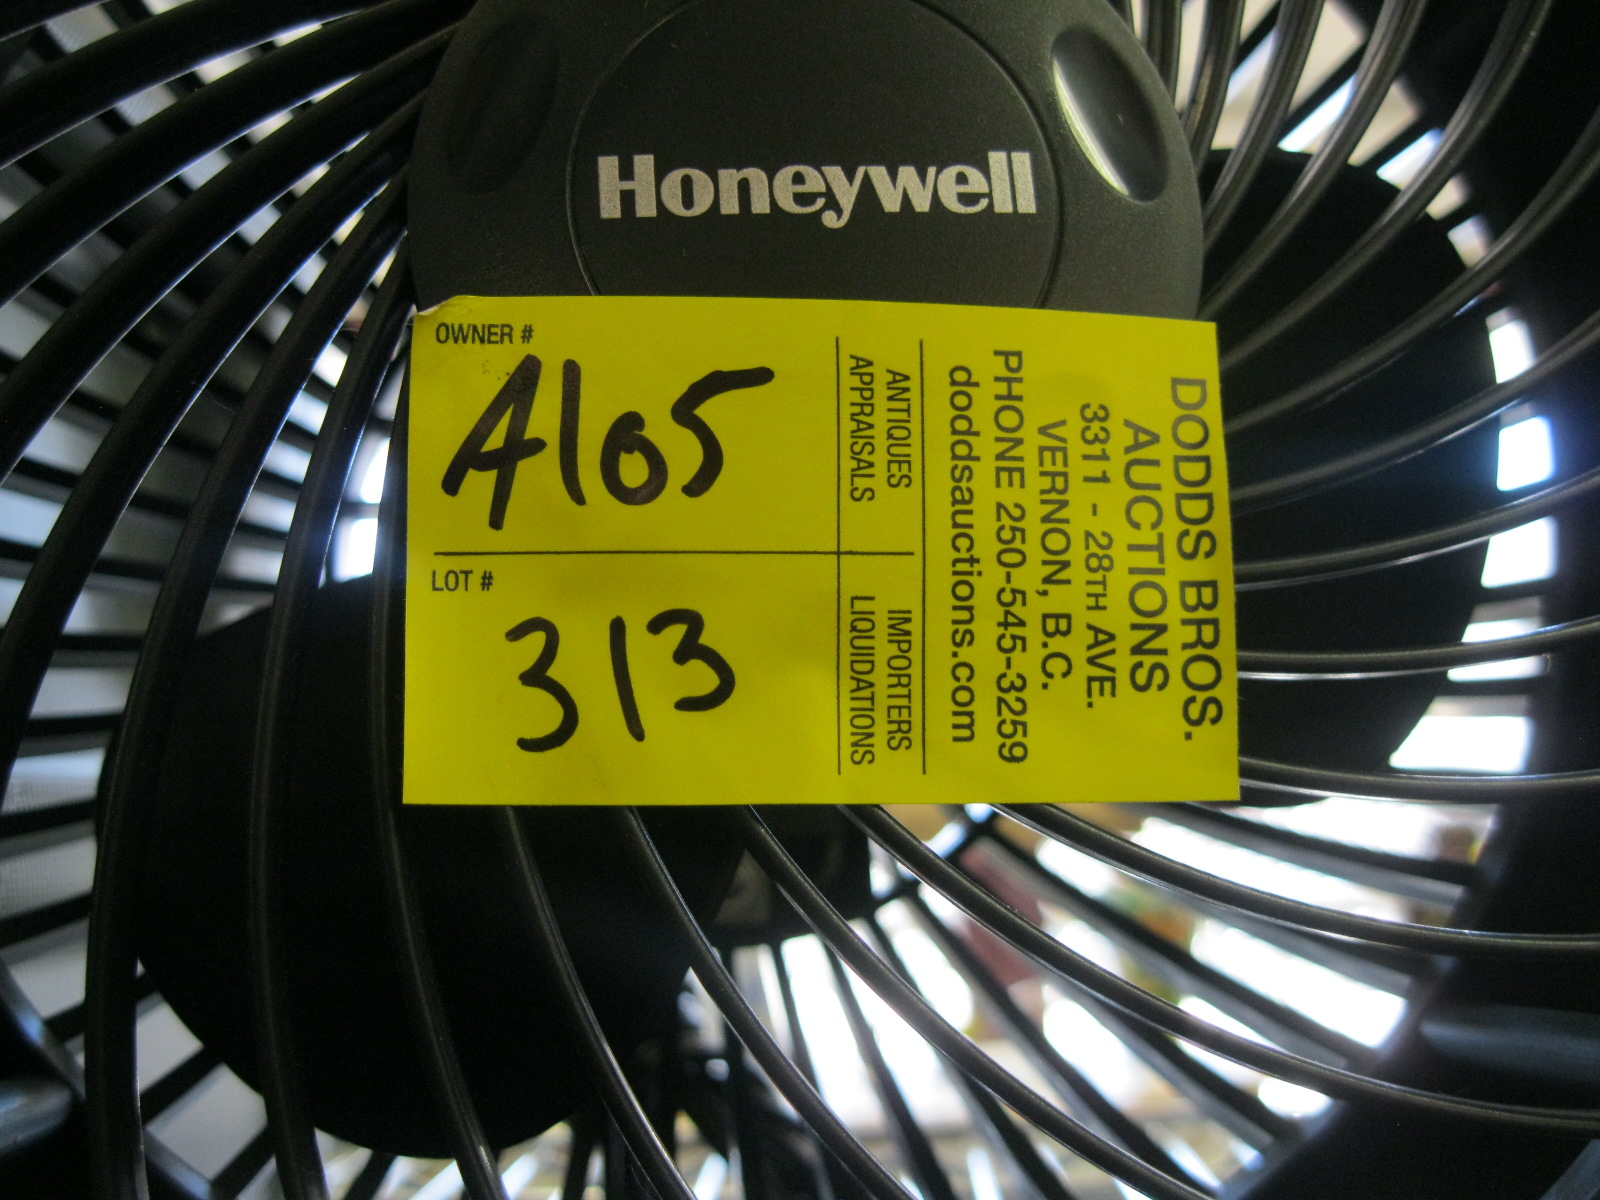 Honeywell
OWNER #
A105
LOT #
313
ANTIQUES
APPRAISALS
IMPORTERS
LIQUIDATIONS
DODDS BROS.
AUCTIONS
3311 - 28TH AVE.
VERNON, B.C.
PHONE 250-545-3259
doddsauctions.com